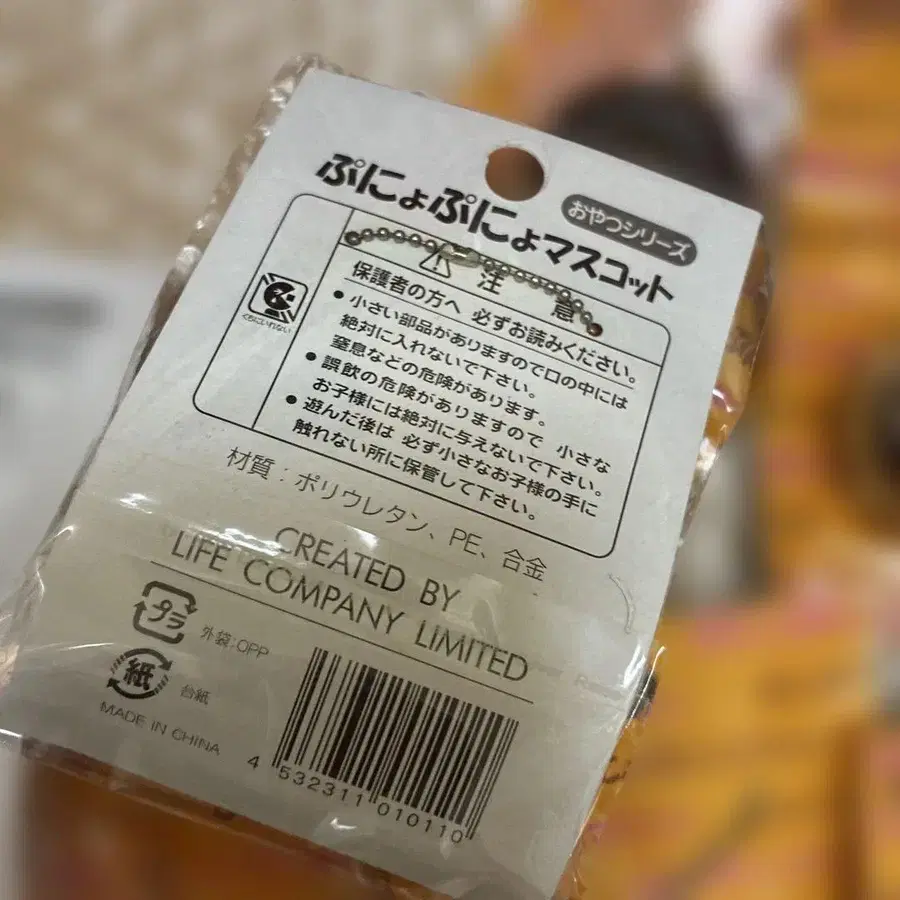 ぷにょぷにょマスコット
おやつシリーズ
注 意
くちにいれない
保護者の方へ 必ずお読みください。
●小さい部品がありますので口の中には
絶対に入れないで下さい。
窒息などの危険があります。
●誤飲の危険がありますので 小さな
お子様には絶対に与えないで下さい。
●遊んだ後は 必ず小さなお子様の手に
触れない所に保管して下さい。
材質：ポリウレタン、PE、合金
CREATED BY
LIFE COMPANY LIMITED
プラ
外袋：OPP
紙
台紙
MADE IN CHINA
4 532311 010110